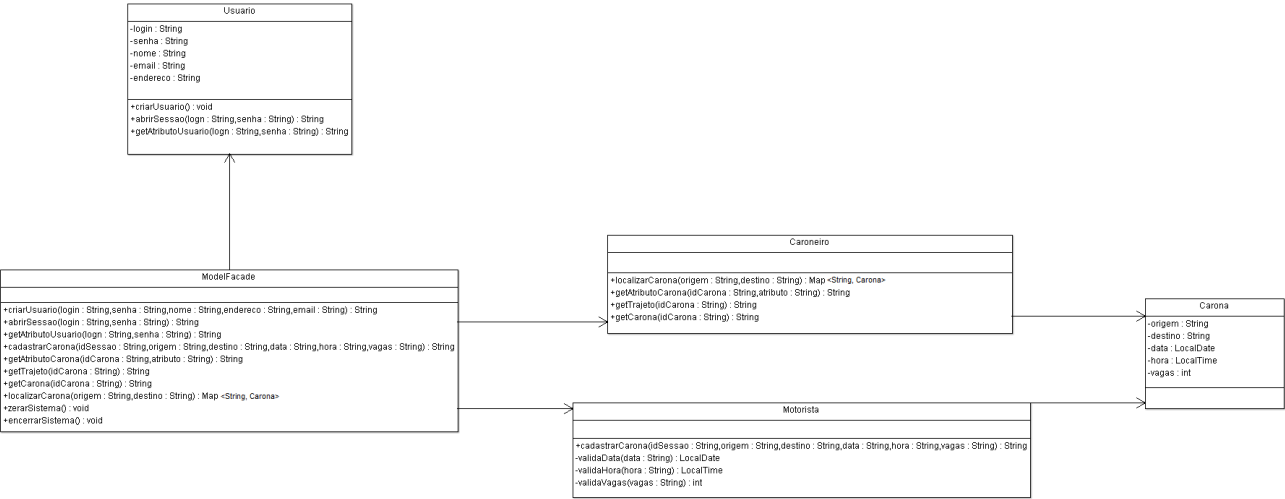 Usuario
-login : String
-senha : String
-nome : String
-email : String
-endereco : String
+criarUsuario() : void
+abrirSessao(logn : String,senha : String) : String
+getAtributoUsuario(logn : String,senha : String) : String
ModelFacade
+criarUsuario(login : String,senha : String,nome : String,endereco : String,email : String) : String
+abrirSessao(login : String,senha : String) : String
+getAtributoUsuario(logn : String,senha : String) : String
+cadastrarCarona(idSessao : String,origem : String,destino : String,data : String,hora : String,vagas : String) : String
+getAtributoCarona(idCarona : String,atributo : String) : String
+getTrajeto(idCarona : String) : String
+getCarona(idCarona : String) : String
+localizarCarona(origem : String,destino : String) : Map <String, Carona>
+zerarSistema() : void
+encerrarSistema() : void
Caroneiro
+localizarCarona(origem : String,destino : String) : Map <String, Carona>
+getAtributoCarona(idCarona : String,atributo : String) : String
+getTrajeto(idCarona : String) : String
+getCarona(idCarona : String) : String
Motorista
+cadastrarCarona(idSessao : String,origem : String,destino : String,data : String,hora : String,vagas : String) : String
-validaData(data : String) : LocalDate
-validaHora(hora : String) : LocalTime
-validaVagas(vagas : String) : int
Carona
-origem : String
-destino : String
-data : LocalDate
-hora : LocalTime
-vagas : int